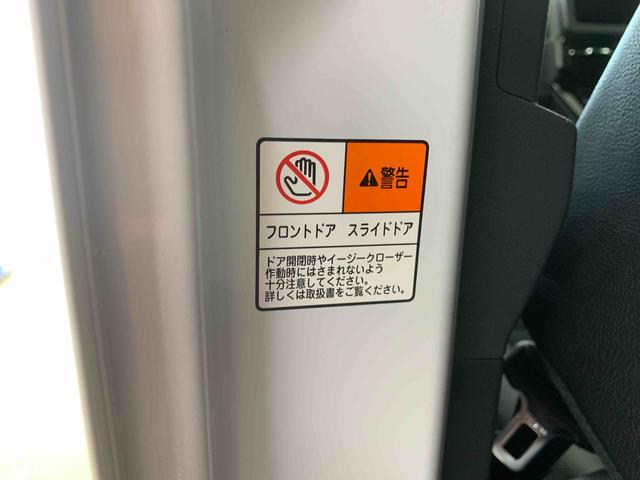 警告
フロントドア スライドドア
ドア開閉時やイージークローザー
作動時にはさまれないよう
十分注意してください。
詳しくは取扱書をご覧ください。